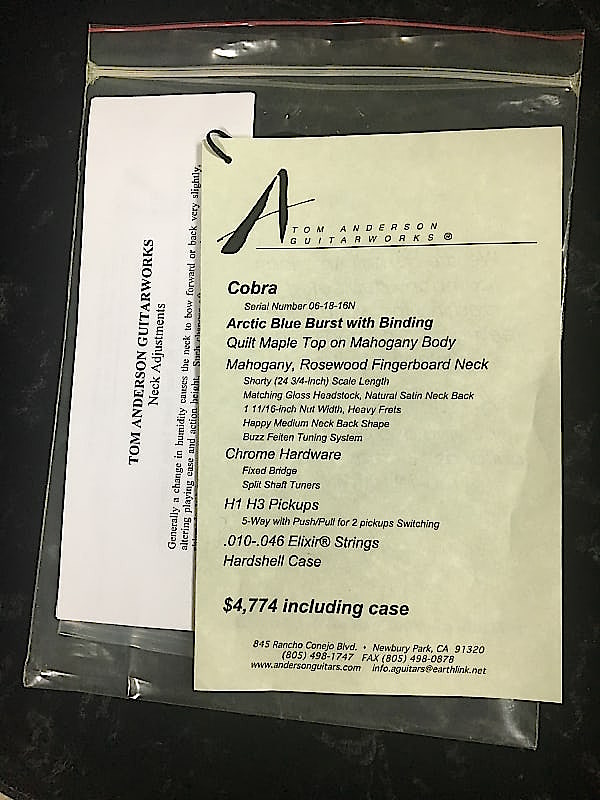 TOM ANDERSON GUITARWORKS
Neck Adjustments
Generally a change in humidity causes the neck to bow forward or back very slightly,
altering playing ease and action height.
TOM ANDERSON
GUITARWORKS ®
Cobra
Serial Number 06-18-16N
Arctic Blue Burst with Binding
Quilt Maple Top on Mahogany Body
Mahogany, Rosewood Fingerboard Neck
Shorty (24 3/4-inch) Scale Length
Matching Gloss Headstock, Natural Satin Neck Back
1 11/16-inch Nut Width, Heavy Frets
Happy Medium Neck Back Shape
Buzz Feiten Tuning System
Chrome Hardware
Fixed Bridge
Split Shaft Tuners
H1 H3 Pickups
5-Way with Push/Pull for 2 pickups Switching
.010-.046 Elixir® Strings
Hardshell Case
$4,774 including case
845 Rancho Conejo Blvd. • Newbury Park, CA 91320
(805) 498-1747 FAX (805) 498-0878
www.andersonguitars.com info.aguitars@earthlink.net